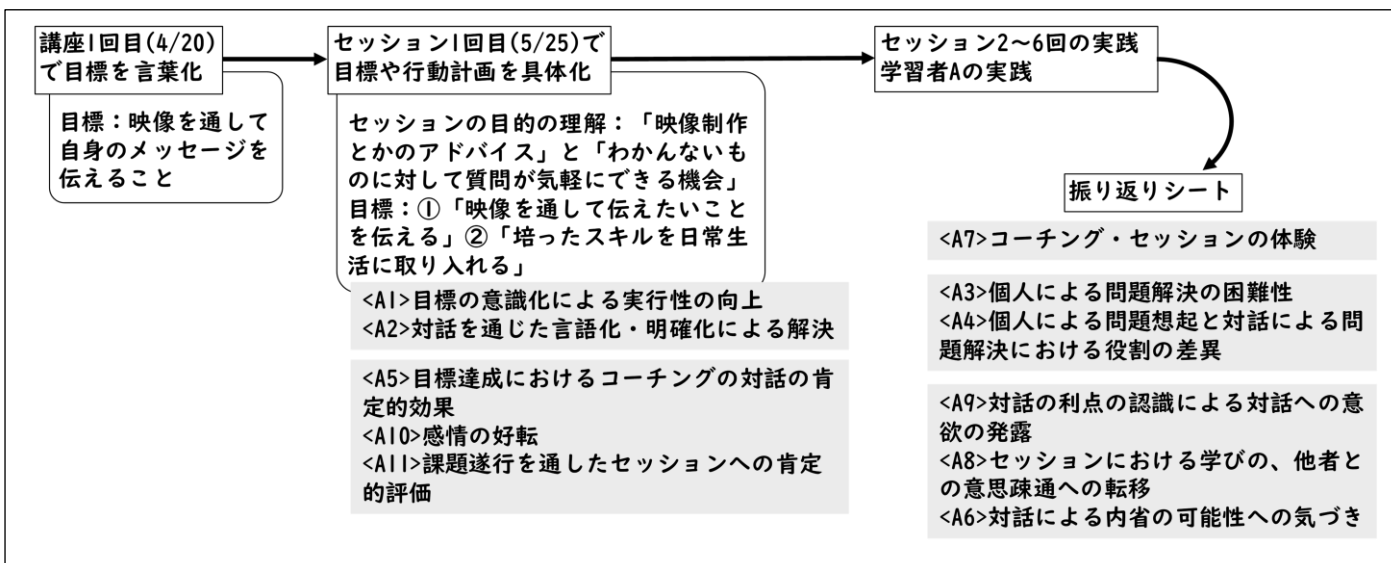 講座1回目(4/20)
で目標を言葉化
目標：映像を通して
自身のメッセージを
伝えること
セッション1回目(5/25)で
目標や行動計画を具体化
セッションの目的の理解：「映像制作
とかのアドバイス」と「わかんないも
のに対して質問が気軽にできる機会」
目標：①「映像を通して伝えたいこと
を伝える」②「培ったスキルを日常生
活に取り入れる」
<A1>目標の意識化による実行性の向上
<A2>対話を通じた言語化・明確化による解決
<A5>目標達成におけるコーチングの対話の肯
定的効果
<A10>感情の好転
<A11>課題遂行を通したセッションへの肯定
的評価
セッション2～6回の実践
学習者Aの実践
振り返りシート
<A7>コーチング・セッションの体験
<A3>個人による問題解決の困難性
<A4>個人による問題想起と対話による問
題解決における役割の差異
<A9>対話の利点の認識による対話への意
欲の発露
<A8>セッションにおける学びの、他者と
の意思疎通への転移
<A6>対話による内省の可能性への気づき